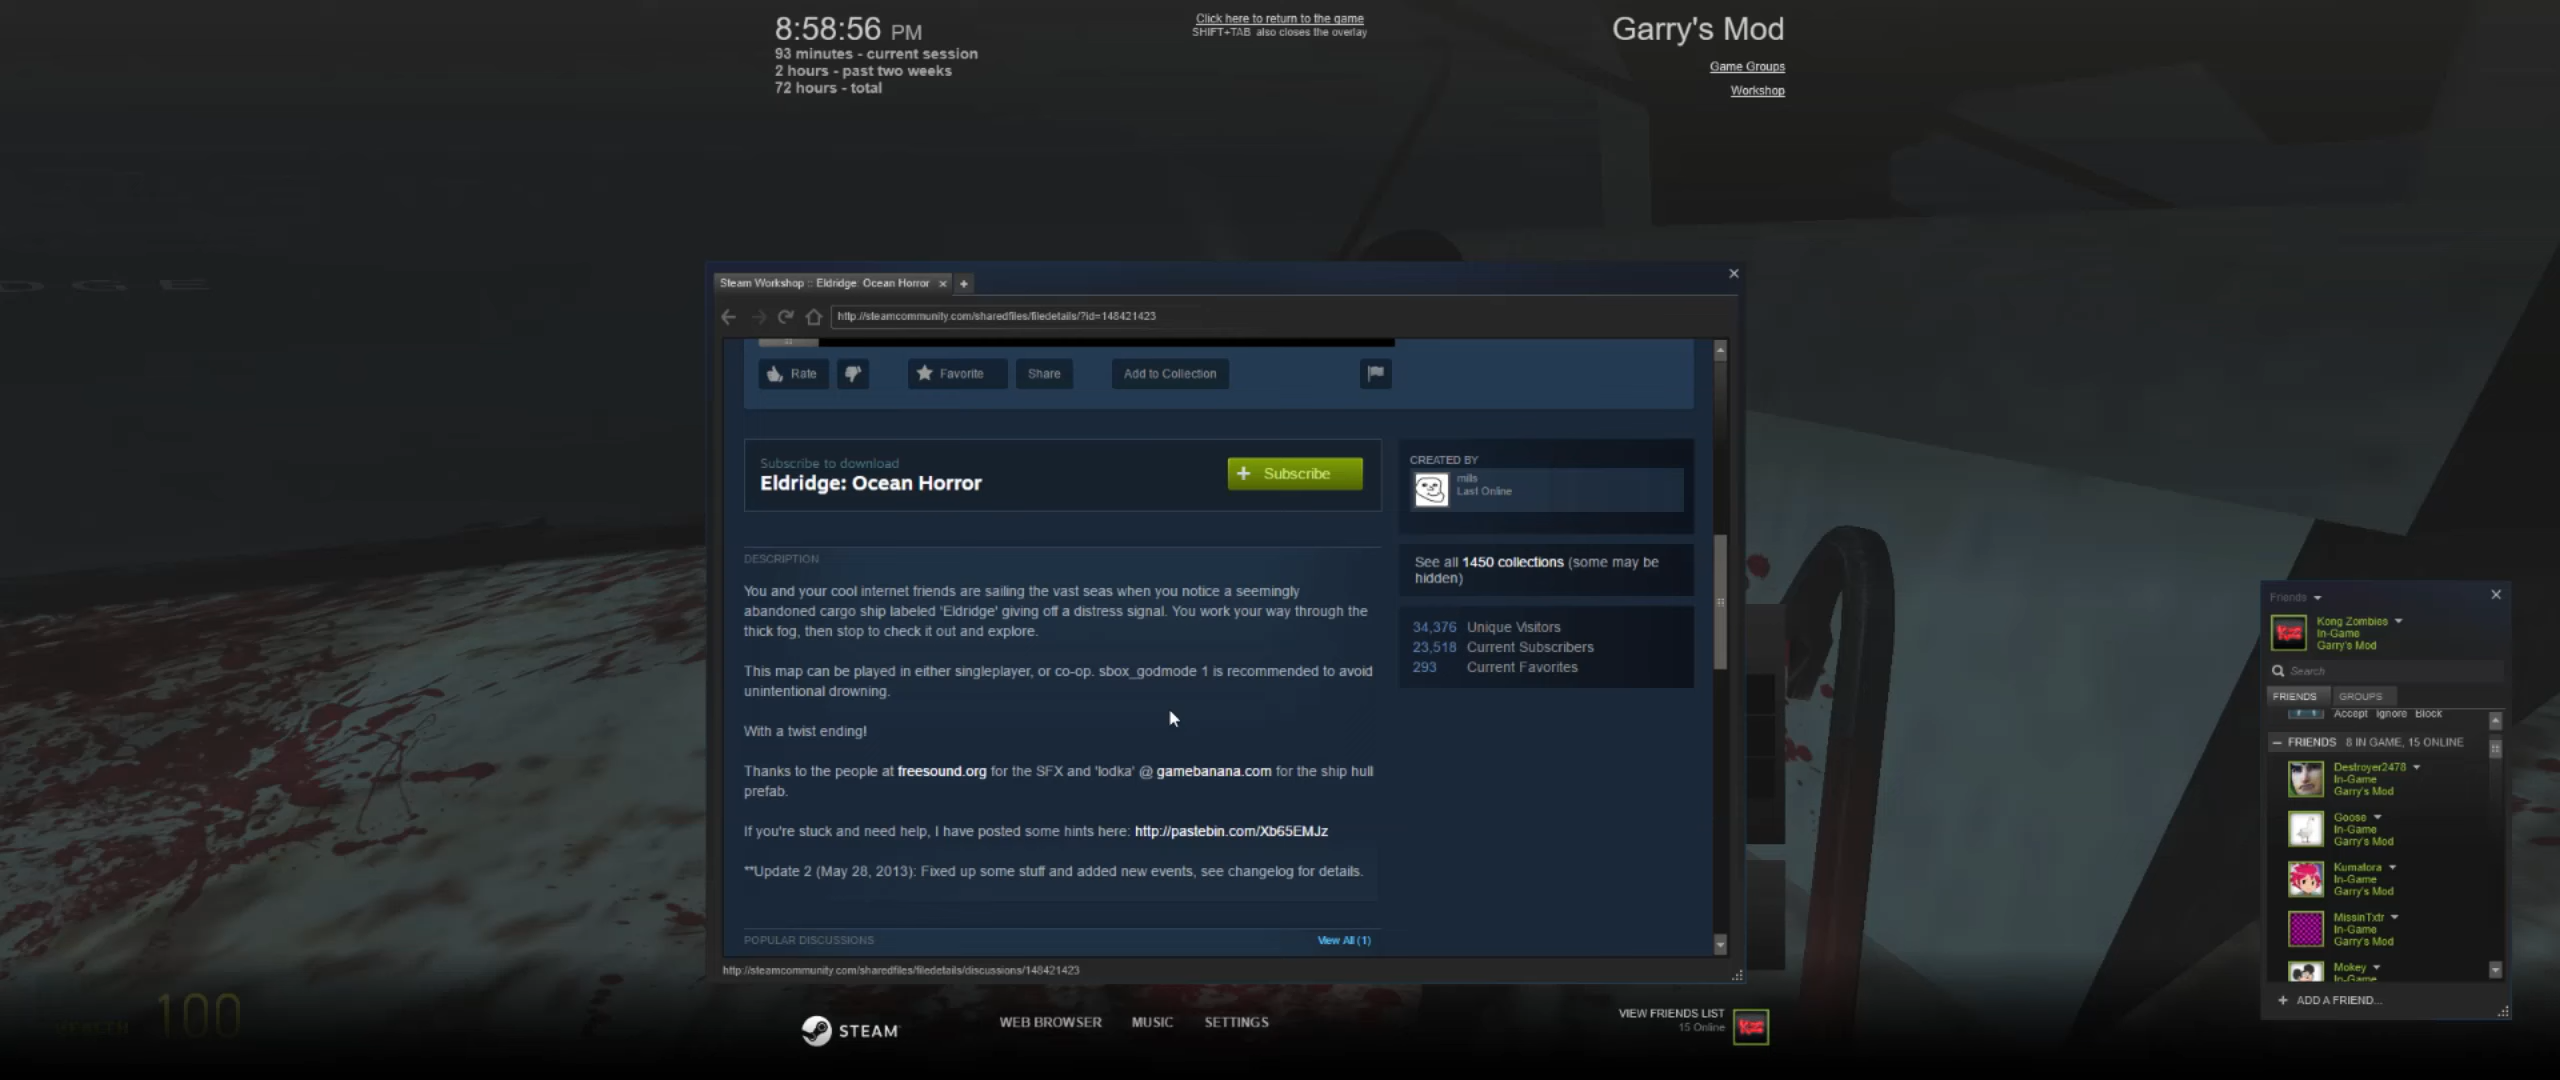 8:58:56 PM
93 minutes - current session
2 hours - past two weeks
72 hours - total
Click here to return to the game
SHIFT+TAB also closes the overlay
Garry's Mod
Game Groups
Workshop
DGE
Steam Workshop :: Eldridge Ocean Horror
http://steamcommunity.com/sharedfiles/filedetails/?id=148421423
Rate
Favorite
Share
Add to Collection
Subscribe to download
Eldridge: Ocean Horror
Subscribe
CREATED BY
mills
Last Online
See all 1450 collections (some may be
hidden)
34,376 Unique Visitors
23,518 Current Subscribers
293 Current Favorites
DESCRIPTION
You and your cool internet friends are sailing the vast seas when you notice a seemingly
abandoned cargo ship labeled 'Eldridge' giving off a distress signal. You work your way through the
thick fog, then stop to check it out and explore.
This map can be played in either singleplayer, or co-op. sbox_godmode 1 is recommended to avoid
unintentional drowning.
With a twist ending!
Thanks to the people at freesound.org for the SFX and 'lodka' @ gamebanana.com for the ship hull
prefab.
If you're stuck and need help, I have posted some hints here: http://pastebin.com/Xb65EMJz
**Update 2 (May 28, 2013): Fixed up some stuff and added new events, see changelog for details.
POPULAR DISCUSSIONS
View All (1)
http://steamcommunity.com/sharedfiles/filedetails/discussions/148421423
Friends
Kong Zombies
In-Game
Garry's Mod
Search
FRIENDS GROUPS
Accept Ignore Block
FRIENDS 8 IN GAME, 15 ONLINE
Destroyer2478
In-Game
Garry's Mod
Goose
In-Game
Garry's Mod
Kumatora
In-Game
Garry's Mod
MissinTxtr
In-Game
Garry's Mod
Mokey
In-Game
ADD A FRIEND...
HEALTH 100
STEAM
WEB BROWSER
MUSIC
SETTINGS
VIEW FRIENDS LIST
15 Online